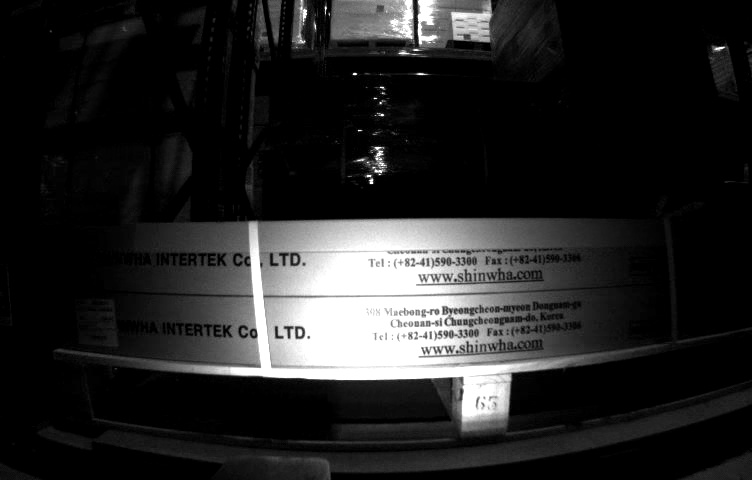 INTERTEK Co., LTD.
Tel : (+82-41)590-3300 Fax : (+82-41)590-3306
www.shinwha.com
398 Maebong-ro Byeongcheon-myeon Dongnam-gu
Cheonan-si Chungcheongnam-do, Korea
INTERTEK Co., LTD.
Tel : (+82-41)590-3300 Fax : (+82-41)590-3306
www.shinwha.com
63